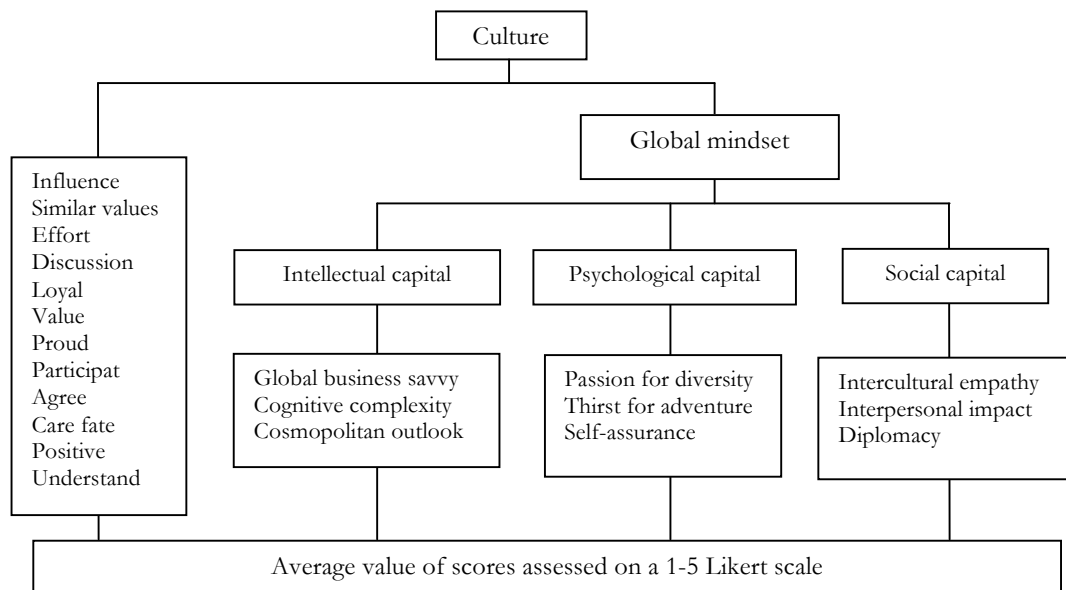 Culture
Global mindset
Influence
Similar values
Effort
Discussion
Loyal
Value
Proud
Participat
Agree
Care fate
Positive
Understand
Intellectual capital
Psychological capital
Social capital
Global business savvy
Cognitive complexity
Cosmopolitan outlook
Passion for diversity
Thirst for adventure
Self-assurance
Intercultural empathy
Interpersonal impact
Diplomacy
Average value of scores assessed on a 1-5 Likert scale